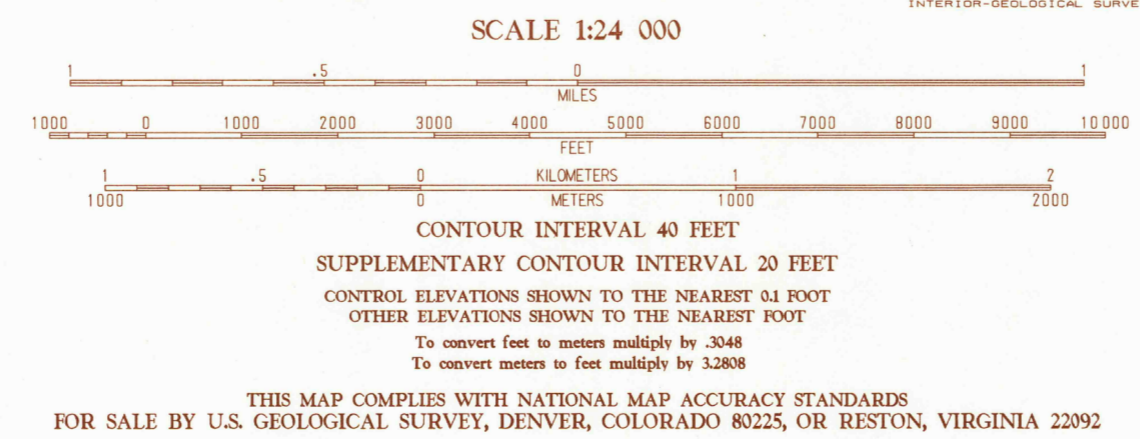 INTERIOR-GEOLOGICAL SURVE
SCALE 1:24 000
1 .5 0 1
MILES
1000 0 1000 2000 3000 4000 5000 6000 7000 8000 9000 10 000
FEET
1 .5 0 KILOMETERS 1 2
1000 0 METERS 1000 2000
CONTOUR INTERVAL 40 FEET
SUPPLEMENTARY CONTOUR INTERVAL 20 FEET
CONTROL ELEVATIONS SHOWN TO THE NEAREST 0.1 FOOT
OTHER ELEVATIONS SHOWN TO THE NEAREST FOOT
To convert feet to meters multiply by .3048
To convert meters to feet multiply by 3.2808
THIS MAP COMPLIES WITH NATIONAL MAP ACCURACY STANDARDS
FOR SALE BY U.S. GEOLOGICAL SURVEY, DENVER, COLORADO 80225, OR RESTON, VIRGINIA 22092